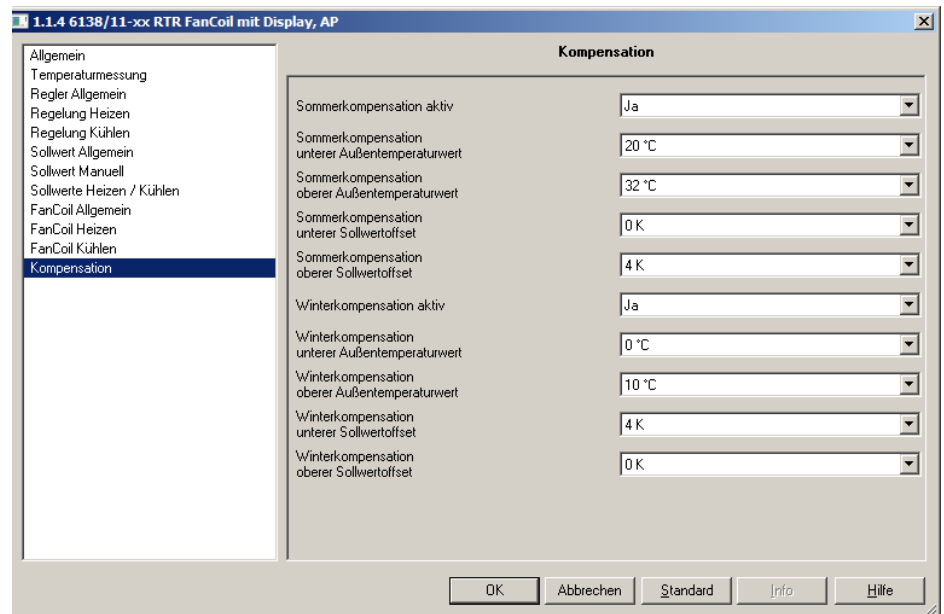 1.1.4 6138/11-xx RTR FanCoil mit Display, AP
Allgemein
Temperaturmessung
Regler Allgemein
Regelung Heizen
Regelung Kühlen
Sollwert Allgemein
Sollwert Manuell
Sollwerte Heizen / Kühlen
FanCoil Allgemein
FanCoil Heizen
FanCoil Kühlen
Kompensation
Kompensation
Sommerkompensation aktiv
Ja
Sommerkompensation
unterer Außentemperaturwert
20 °C
Sommerkompensation
oberer Außentemperaturwert
32 °C
Sommerkompensation
unterer Sollwertoffset
0 K
Sommerkompensation
oberer Sollwertoffset
4 K
Winterkompensation aktiv
Ja
Winterkompensation
unterer Außentemperaturwert
0 °C
Winterkompensation
oberer Außentemperaturwert
10 °C
Winterkompensation
unterer Sollwertoffset
4 K
Winterkompensation
oberer Sollwertoffset
0 K
OK
Abbrechen
Standard
Info
Hilfe